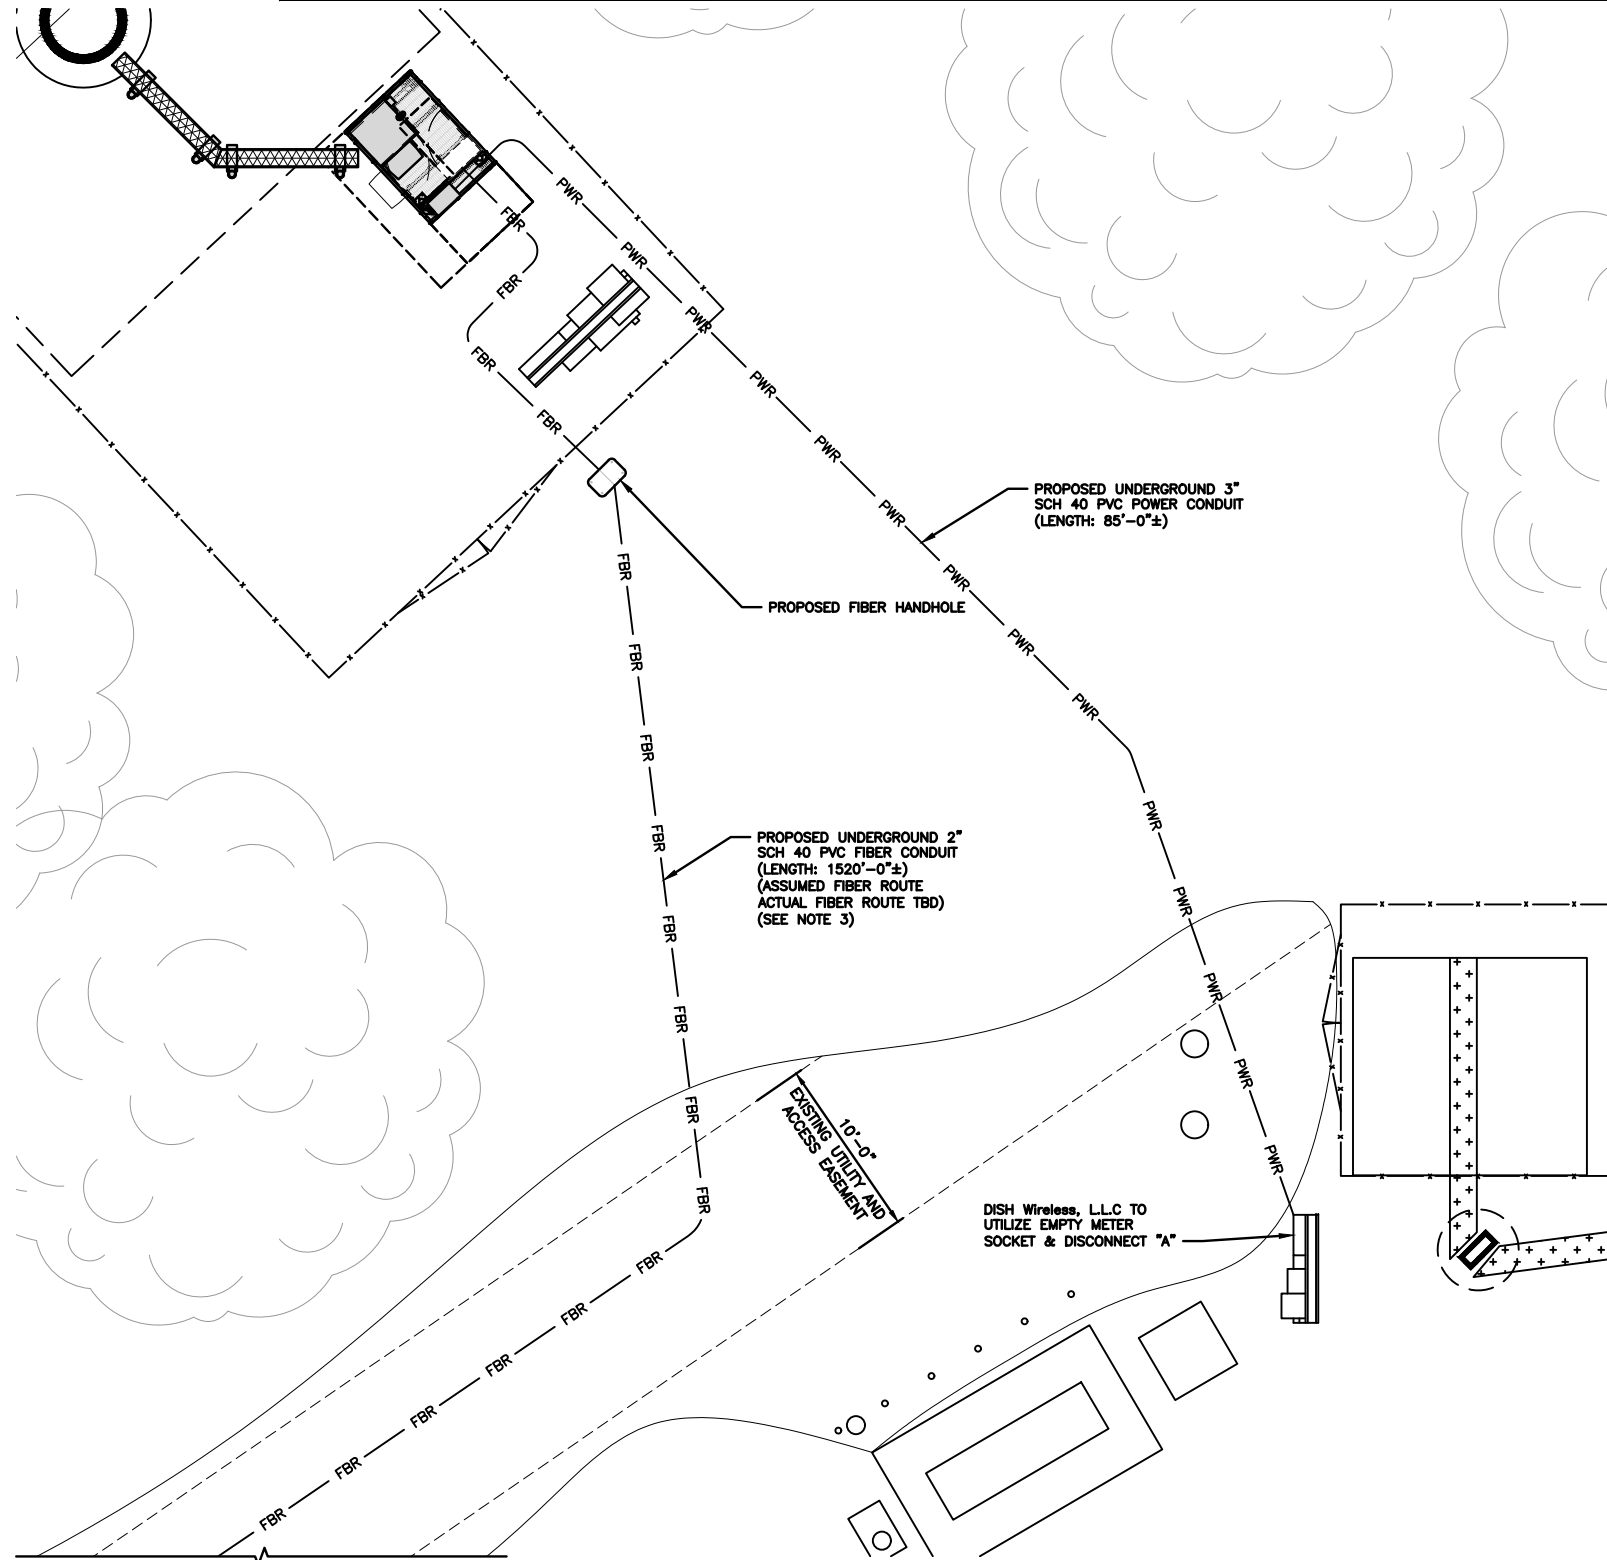 PWR
FBR
PWR
FBR
PWR
FBR
PWR
FBR
PWR
PROPOSED UNDERGROUND 3"
SCH 40 PVC POWER CONDUIT
(LENGTH: 85'-0"±)
PWR
FBR
PWR
PROPOSED FIBER HANDHOLE
PWR
FBR
PWR
FBR
PWR
FBR
PROPOSED UNDERGROUND 2"
SCH 40 PVC FIBER CONDUIT
(LENGTH: 1520'-0"±)
(ASSUMED FIBER ROUTE
ACTUAL FIBER ROUTE TBD)
(SEE NOTE 3)
PWR
FBR
PWR
FBR
PWR
FBR
10'-0"
EXISTING UTILITY AND
ACCESS EASEMENT
PWR
FBR
DISH Wireless, L.L.C TO
UTILIZE EMPTY METER
SOCKET & DISCONNECT "A"
FBR
FBR
FBR
FBR
FBR
FBR